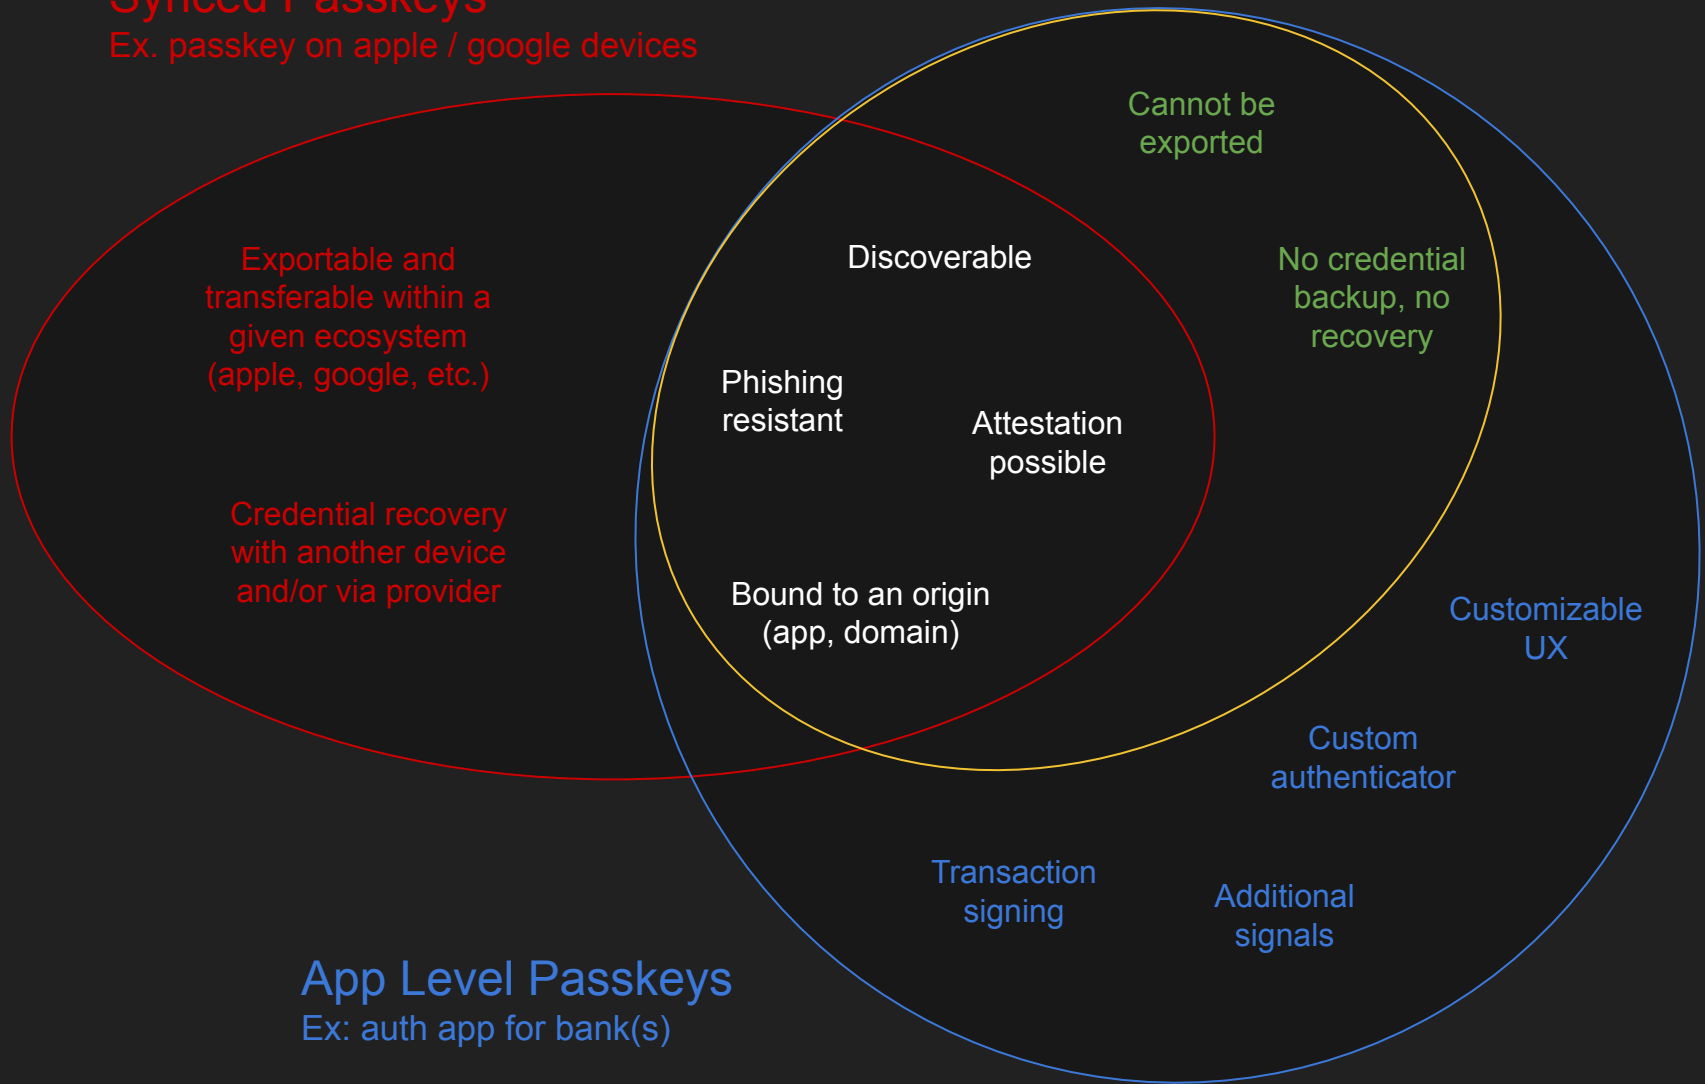 Synced Passkeys
Ex. passkey on apple / google devices
Cannot be
exported
Exportable and
transferable within a
given ecosystem
(apple, google, etc.)
Discoverable
No credential
backup, no
recovery
Phishing
resistant
Attestation
possible
Credential recovery
with another device
and/or via provider
Bound to an origin
(app, domain)
Customizable
UX
Custom
authenticator
Transaction
signing
Additional
signals
App Level Passkeys
Ex: auth app for bank(s)